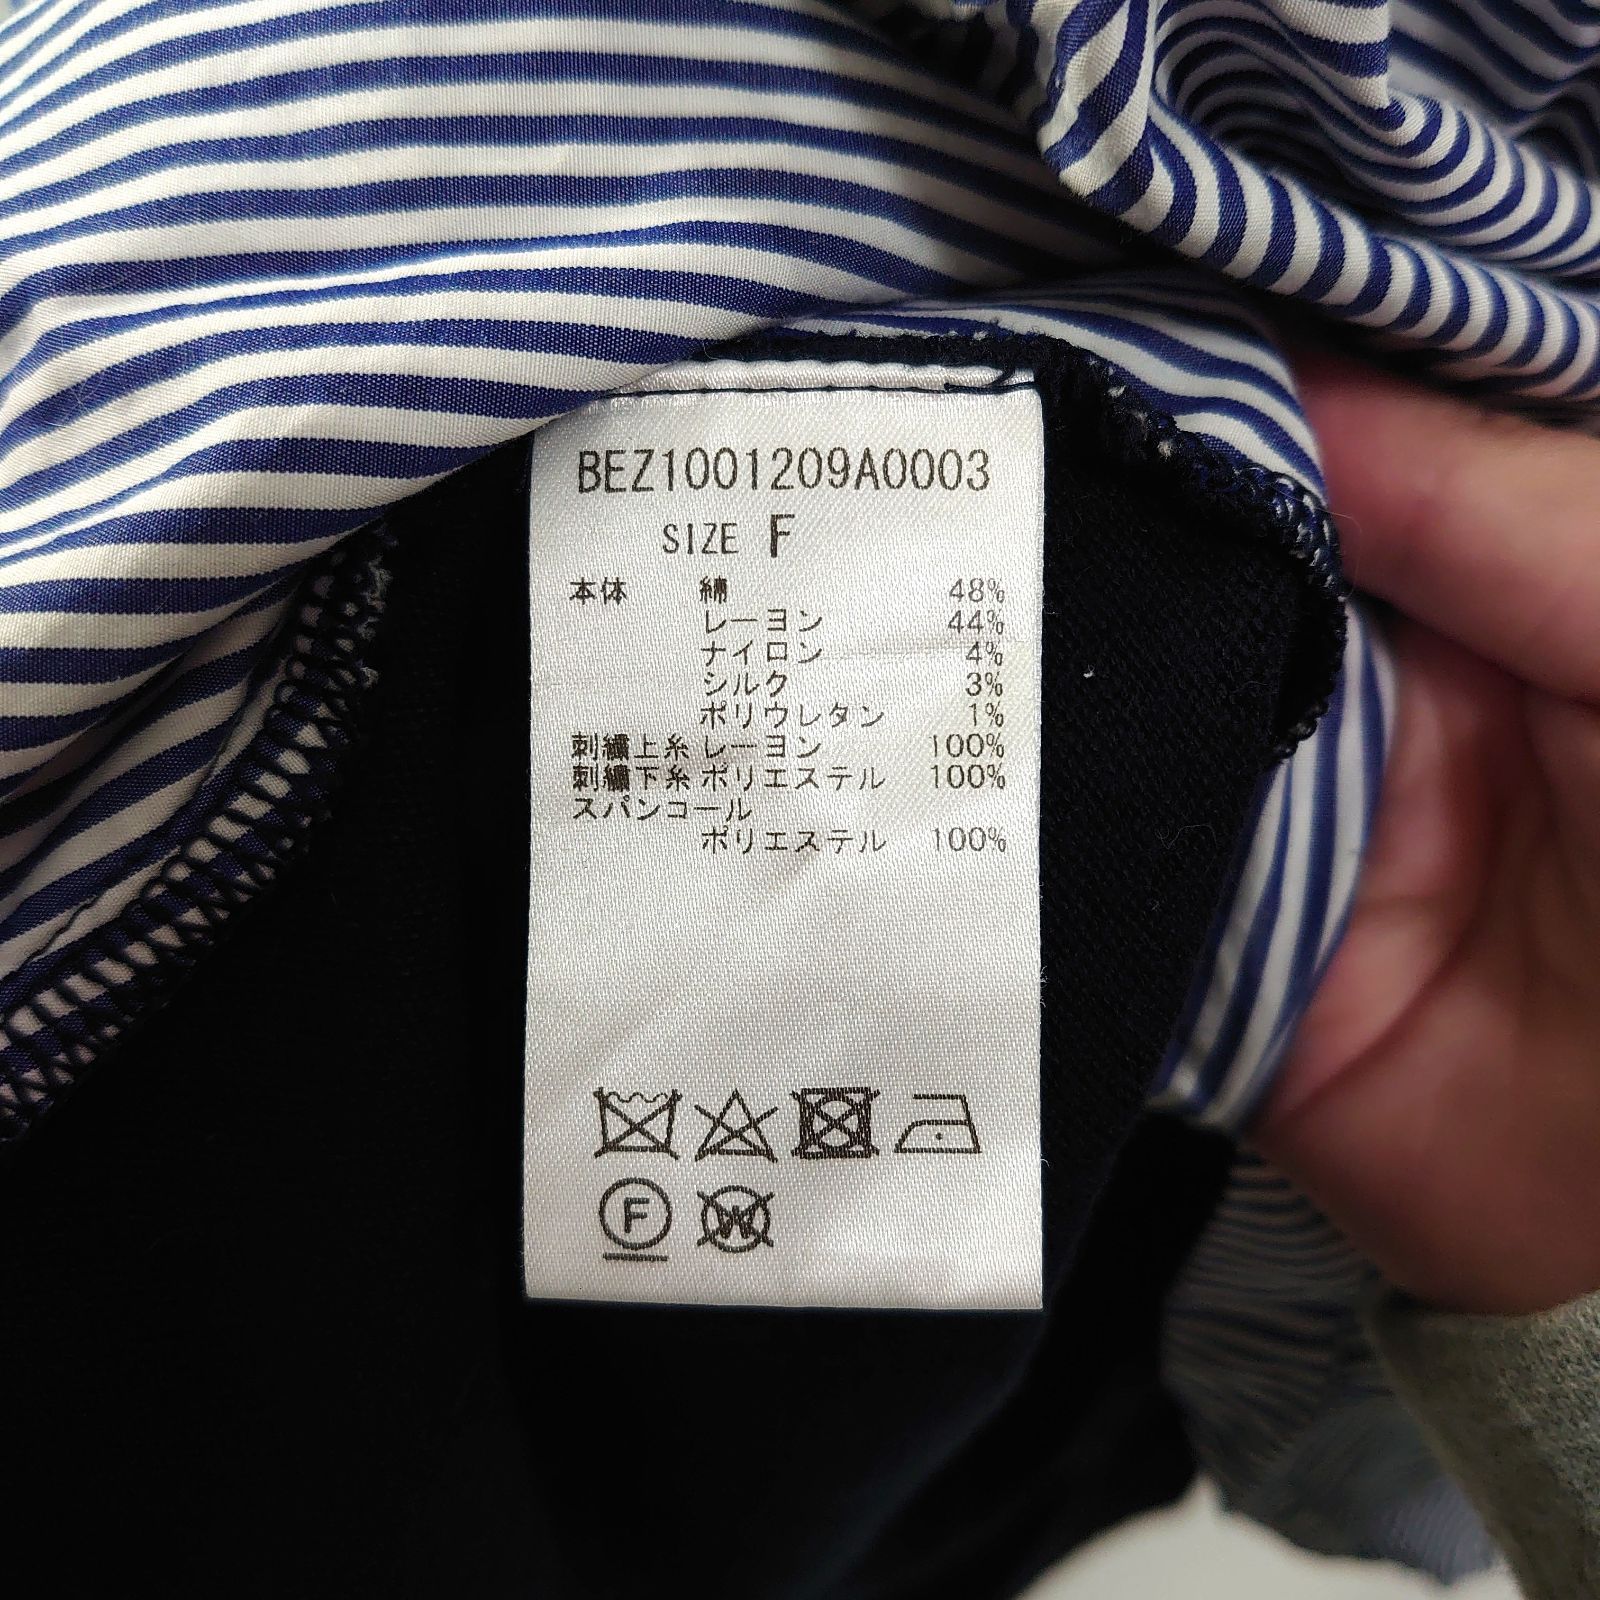 BEZ1001209A0003
SIZE F
本体 綿 48%
レーヨン 44%
ナイロン 4%
シルク 3%
ポリウレタン 1%
刺繍上糸 レーヨン 100%
刺繍下糸 ポリエステル 100%
スパンコール
ポリエステル 100%
F W